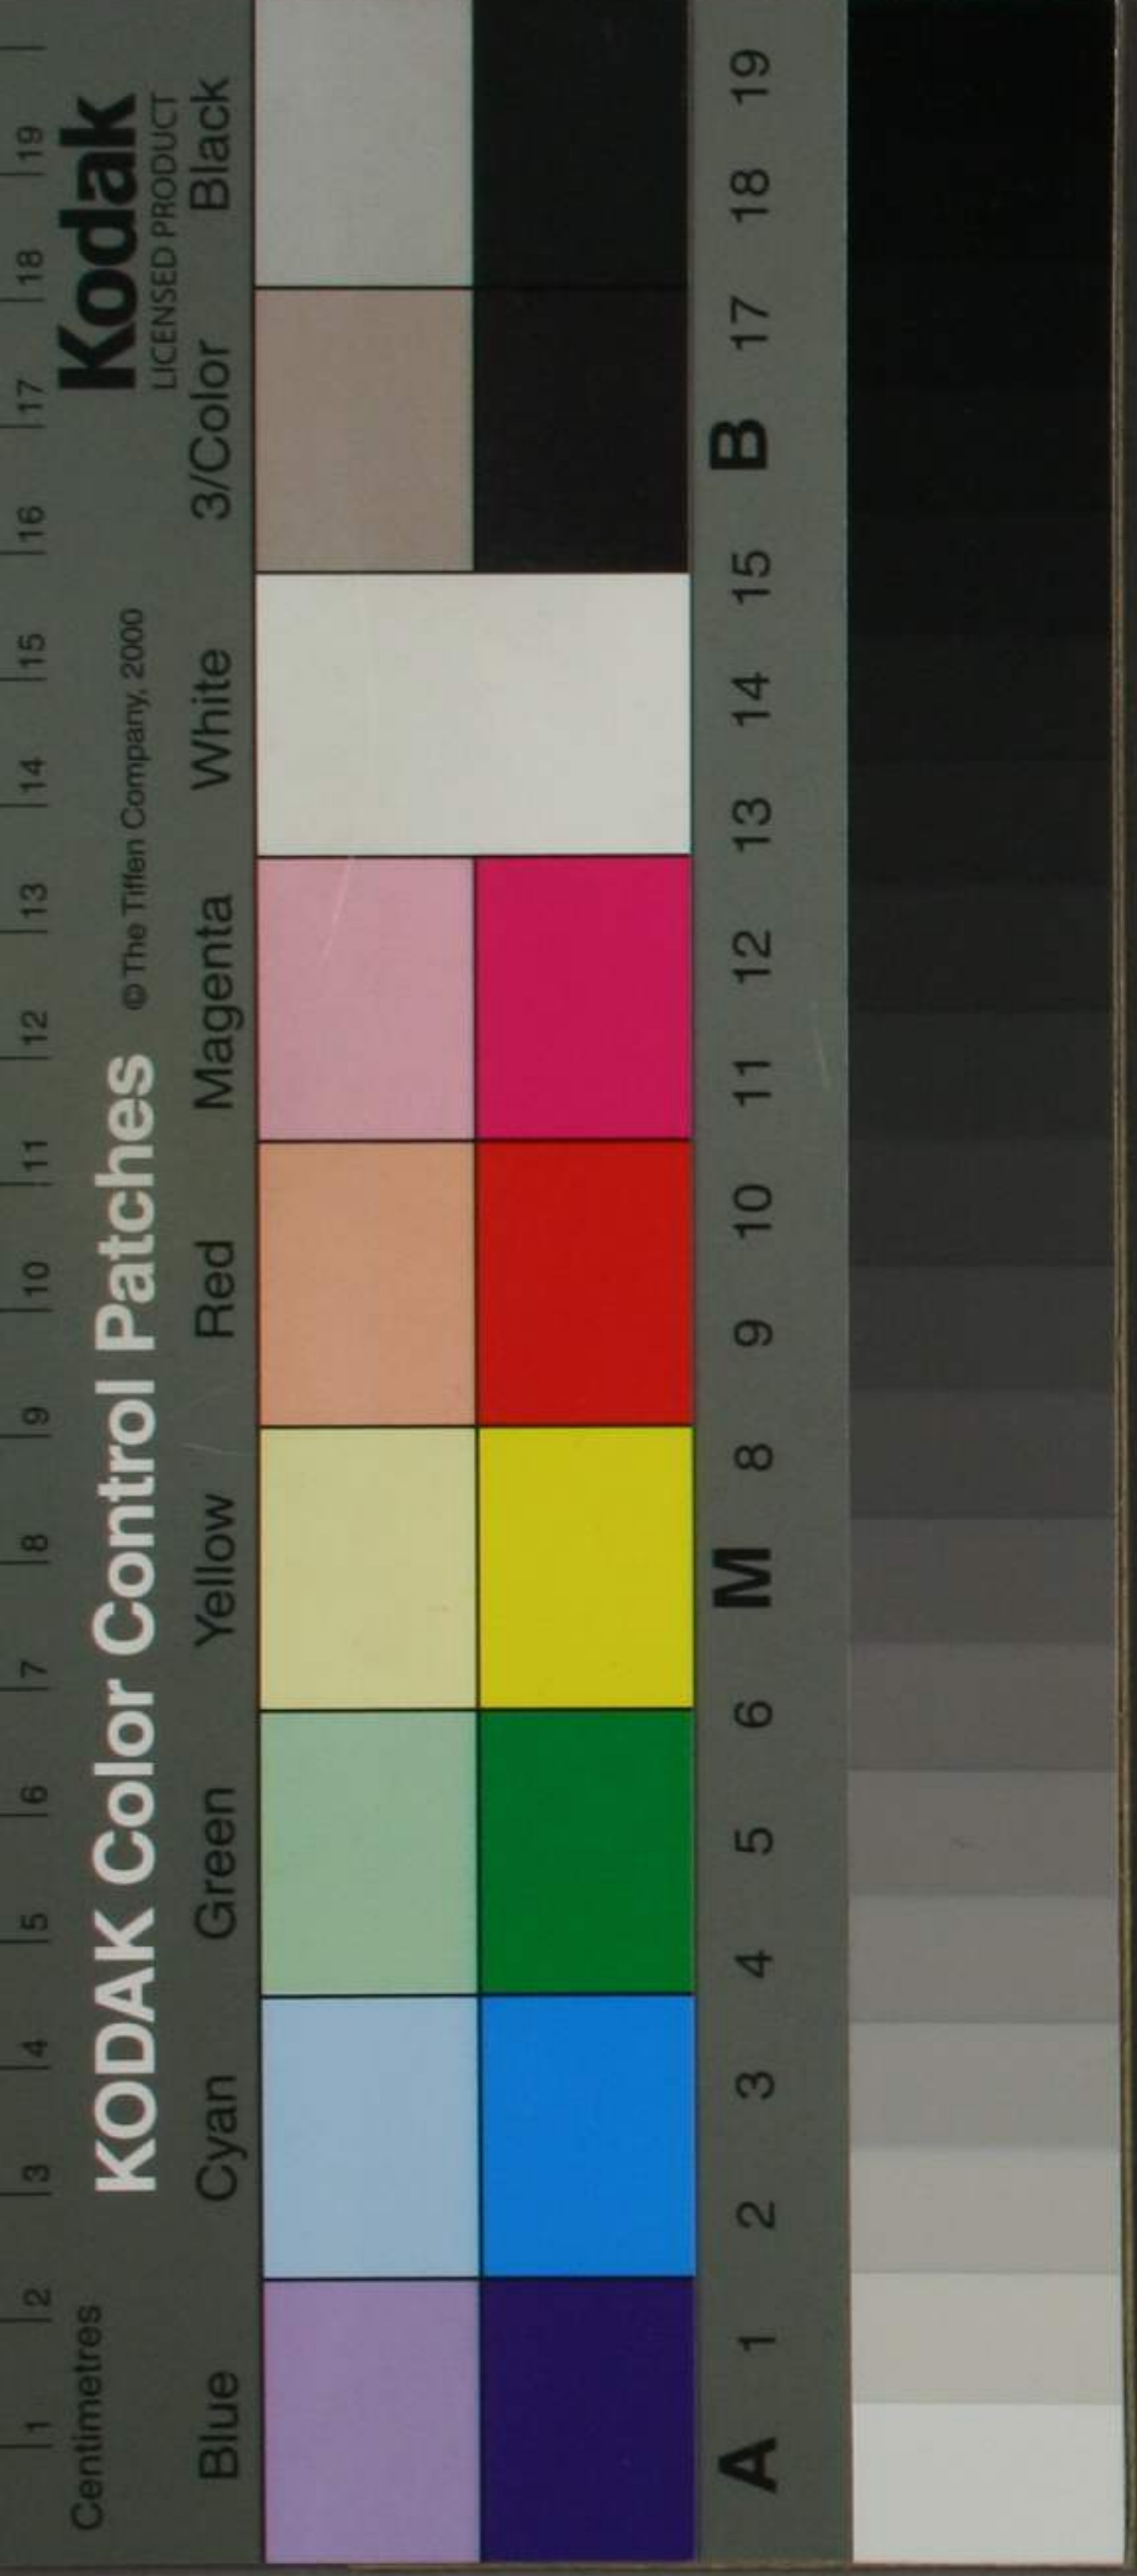 1 2 3 4 5 6 7 8 9 10 11 12 13 14 15 16 17 18 19
Centimetres
KODAK Color Control Patches © The Tiffen Company, 2000
Kodak
LICENSED PRODUCT
Blue Cyan Green Yellow Red Magenta White 3/Color Black
A 1 2 3 4 5 6 M 8 9 10 11 12 13 14 15 B 17 18 19